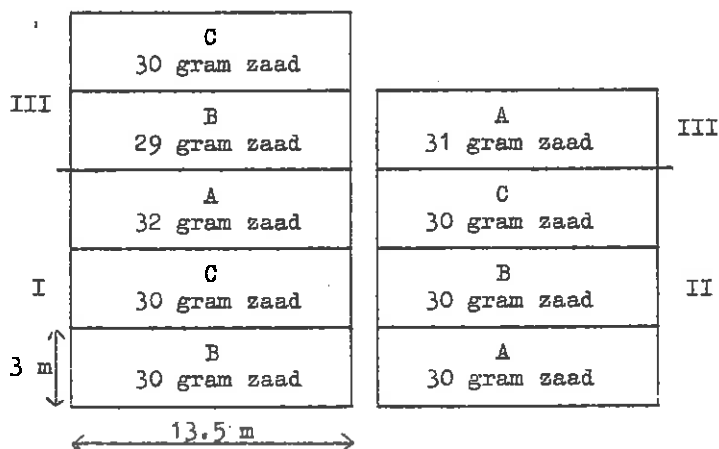 C
30 gram zaad
III
B
29 gram zaad
A
32 gram zaad
I
C
30 gram zaad
3 m
B
30 gram zaad
13.5 m
A
31 gram zaad
III
C
30 gram zaad
B
30 gram zaad
II
A
30 gram zaad